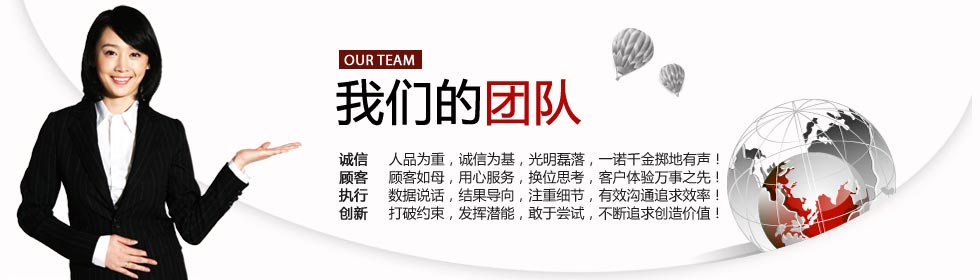 OUR TEAM
我们的团队
诚信 人品为重，诚信为基，光明磊落，一诺千金掷地有声！
顾客 顾客如母，用心服务，换位思考，客户体验万事之先！
执行 数据说话，结果导向，注重细节，有效沟通追求效率！
创新 打破约束，发挥潜能，敢于尝试，不断追求创造价值！